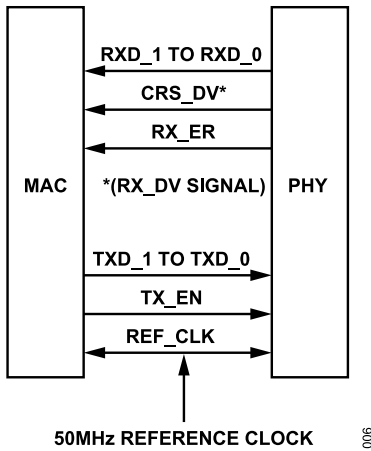 RXD_1 TO RXD_0
CRS_DV*
RX_ER
MAC
*(RX_DV SIGNAL)
PHY
TXD_1 TO TXD_0
TX_EN
REF_CLK
50MHz REFERENCE CLOCK
006